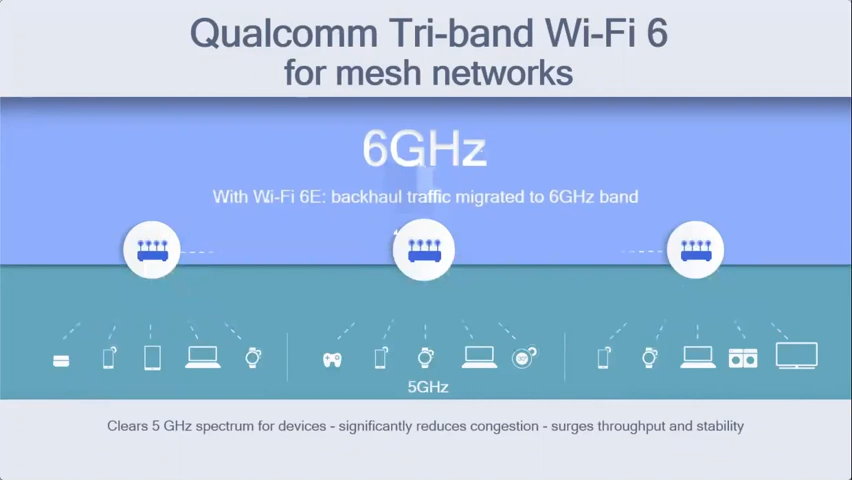 Qualcomm Tri-band Wi-Fi 6
for mesh networks
6GHz
With Wi-Fi 6E: backhaul traffic migrated to 6GHz band
5GHz
Clears 5 GHz spectrum for devices - significantly reduces congestion - surges throughput and stability